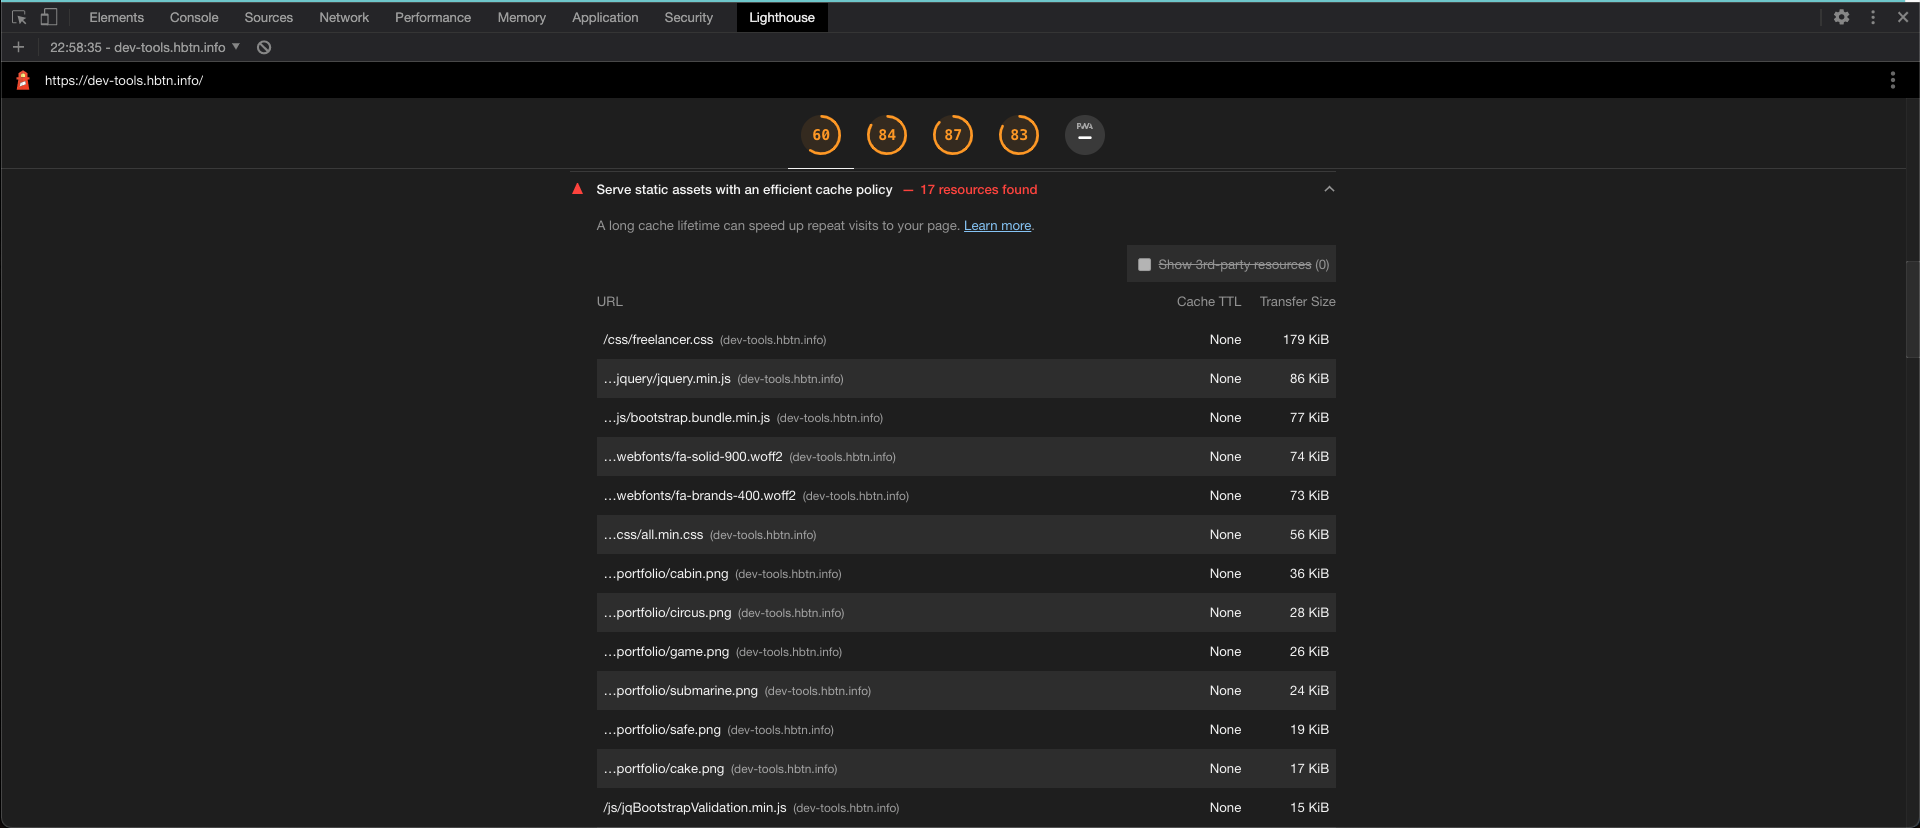 Elements Console Sources Network Performance Memory Application Security Lighthouse
22:58:35 - dev-tools.hbtn.info
https://dev-tools.hbtn.info/
60 84 87 83 PWA
Serve static assets with an efficient cache policy — 17 resources found
A long cache lifetime can speed up repeat visits to your page. Learn more.
Show 3rd-party resources (0)
URL Cache TTL Transfer Size
/css/freelancer.css (dev-tools.hbtn.info) None 179 KiB
…jquery/jquery.min.js (dev-tools.hbtn.info) None 86 KiB
…js/bootstrap.bundle.min.js (dev-tools.hbtn.info) None 77 KiB
…webfonts/fa-solid-900.woff2 (dev-tools.hbtn.info) None 74 KiB
…webfonts/fa-brands-400.woff2 (dev-tools.hbtn.info) None 73 KiB
…css/all.min.css (dev-tools.hbtn.info) None 56 KiB
…portfolio/cabin.png (dev-tools.hbtn.info) None 36 KiB
…portfolio/circus.png (dev-tools.hbtn.info) None 28 KiB
…portfolio/game.png (dev-tools.hbtn.info) None 26 KiB
…portfolio/submarine.png (dev-tools.hbtn.info) None 24 KiB
…portfolio/safe.png (dev-tools.hbtn.info) None 19 KiB
…portfolio/cake.png (dev-tools.hbtn.info) None 17 KiB
/js/jqBootstrapValidation.min.js (dev-tools.hbtn.info) None 15 KiB